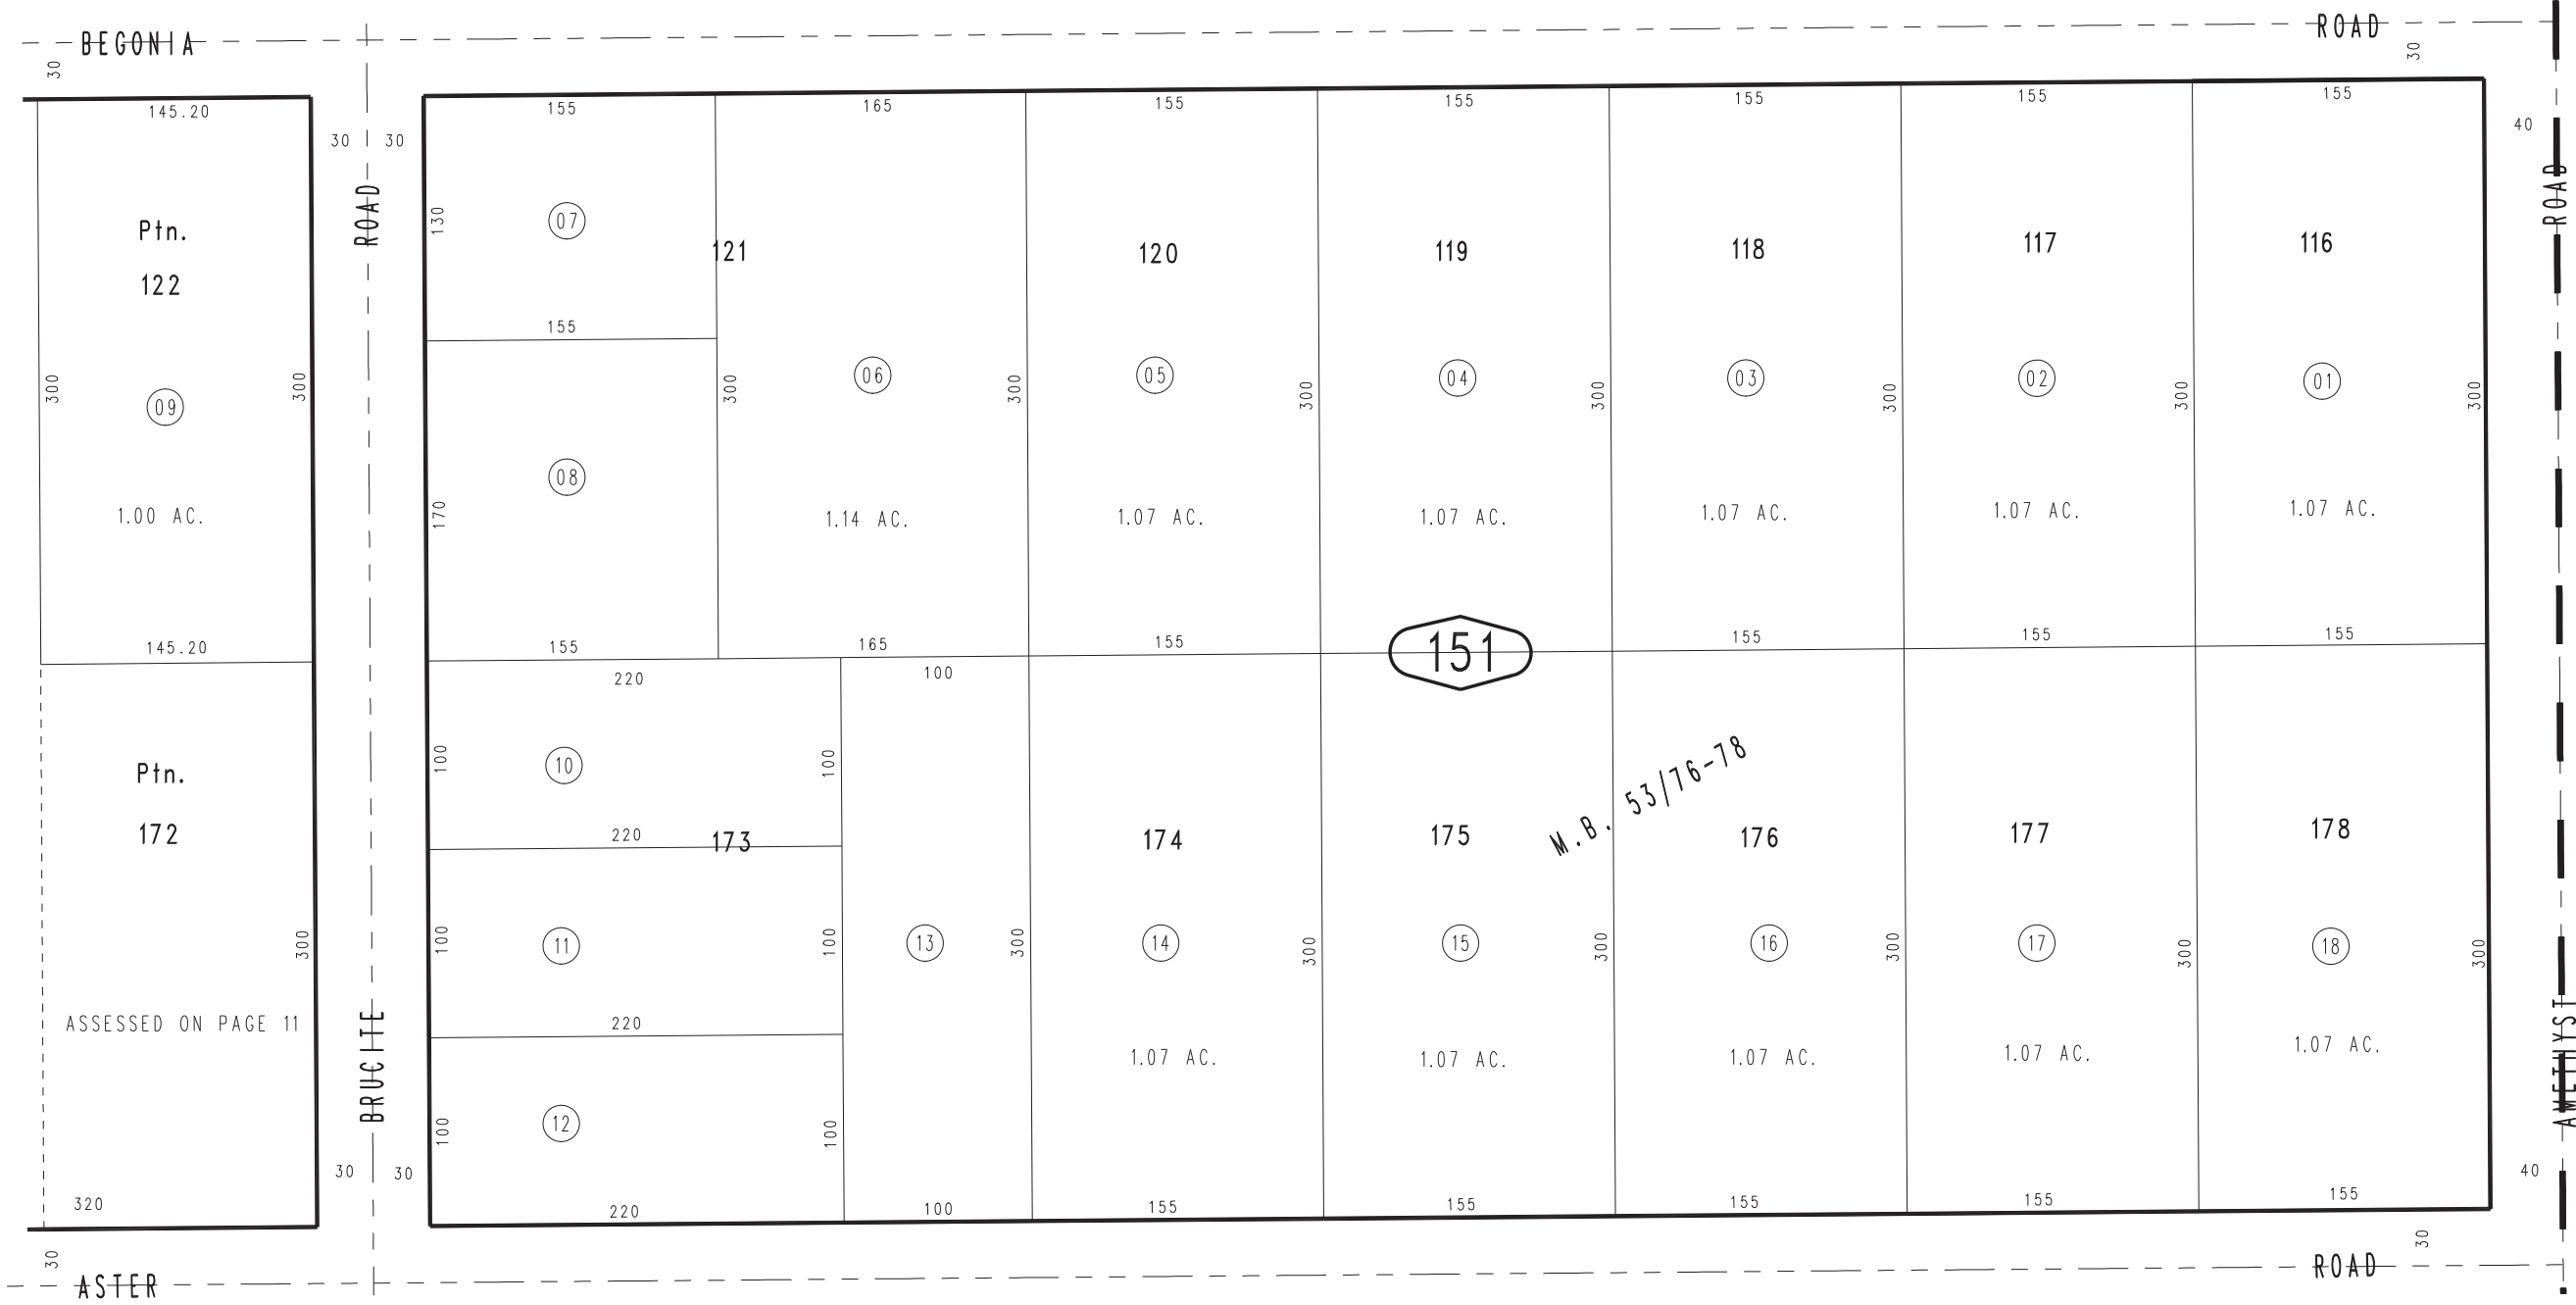 BEGONIA ROAD
30 30
145.20 155 165 155 155 155 155 155
30 30 40
ROAD ROAD
Ptn.
122
130 07 121 120 119 118 117 116
155
300 09 300 300 06 300 05 300 04 300 03 300 02 300 01 300
08
1.00 AC. 170 1.14 AC. 1.07 AC. 1.07 AC. 1.07 AC. 1.07 AC. 1.07 AC.
145.20 155 165 155 151 155 155 155
220 100
Ptn.
172
100 10 100
M.B. 53/76-78
220 173 174 175 176 177 178
300 100 11 100 13 300 14 300 15 300 16 300 17 300 18 300
ASSESSED ON PAGE 11 220
BRUCITE AMETHYST
1.07 AC. 1.07 AC. 1.07 AC. 1.07 AC. 1.07 AC.
100 12 100
30 30 40
320 220 100 155 155 155 155 155
30 30
ASTER ROAD